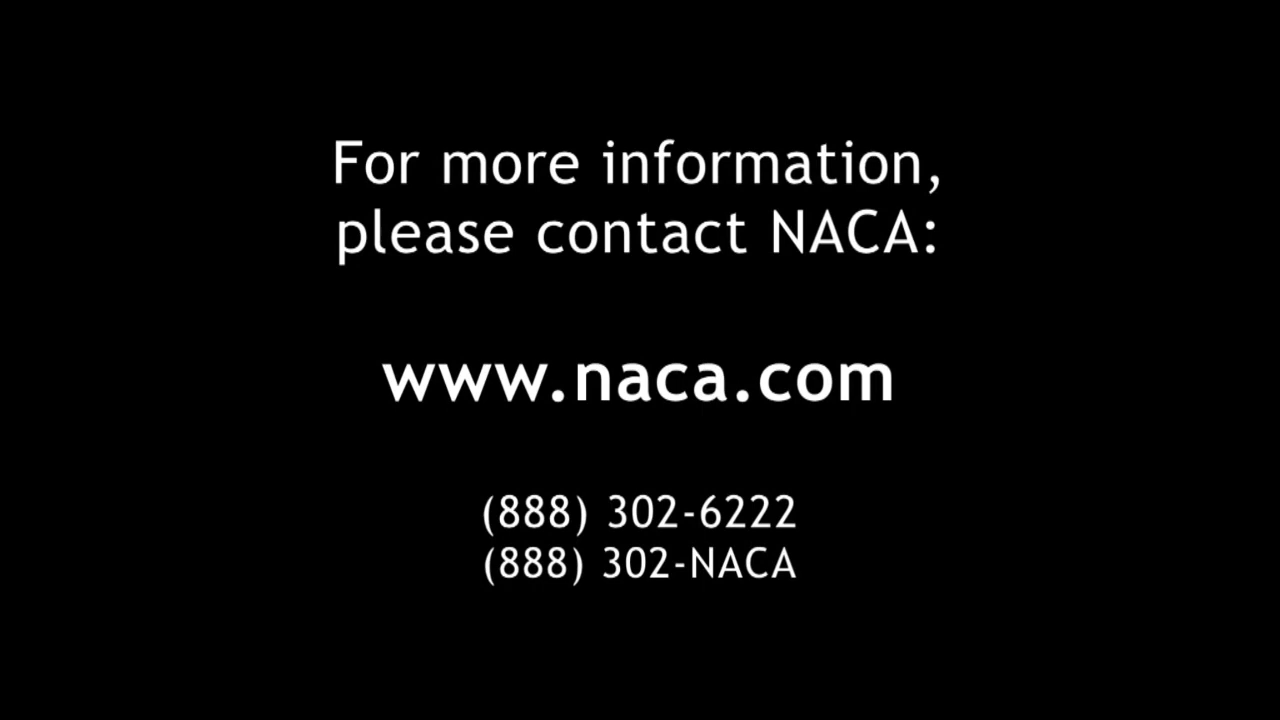 For more information,
please contact NACA:
www.naca.com
(888) 302-6222
(888) 302-NACA